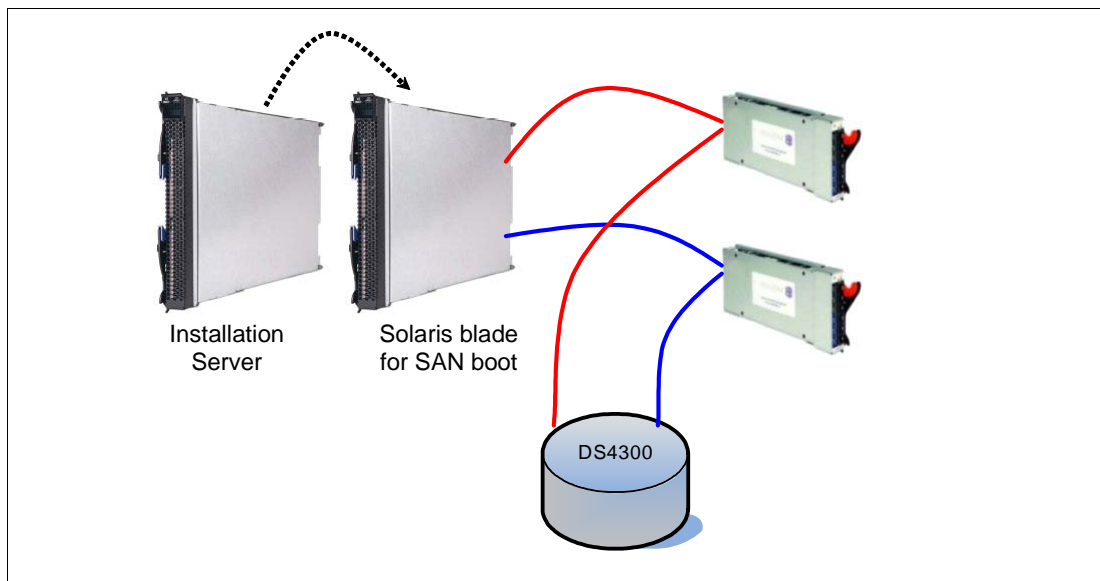 Installation
Server
Solaris blade
for SAN boot
DS4300